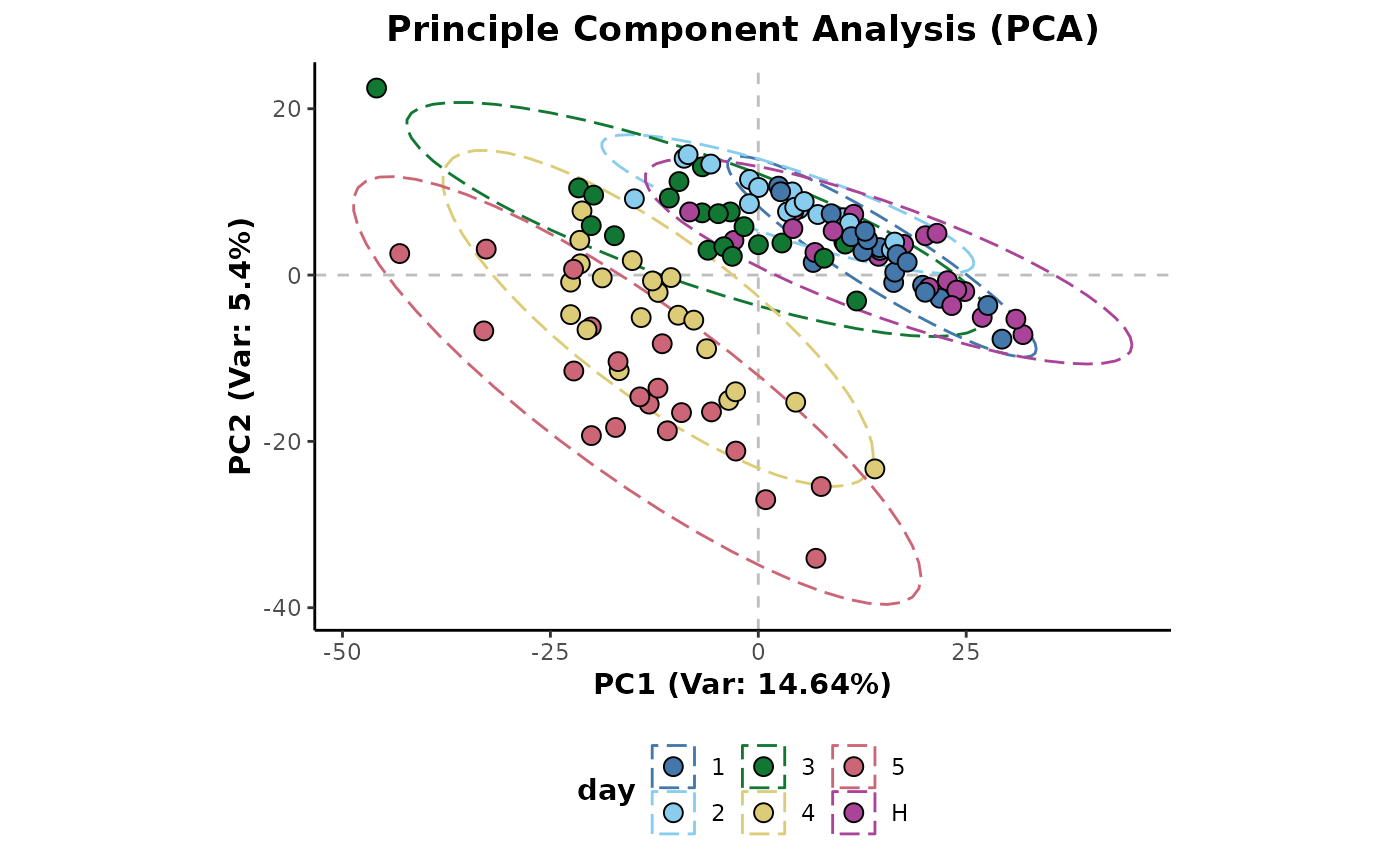 Principle Component Analysis (PCA)
20
0
-20
-40
PC2 (Var: 5.4%)
-50 -25 0 25
PC1 (Var: 14.64%)
day
1 3 5
2 4 H